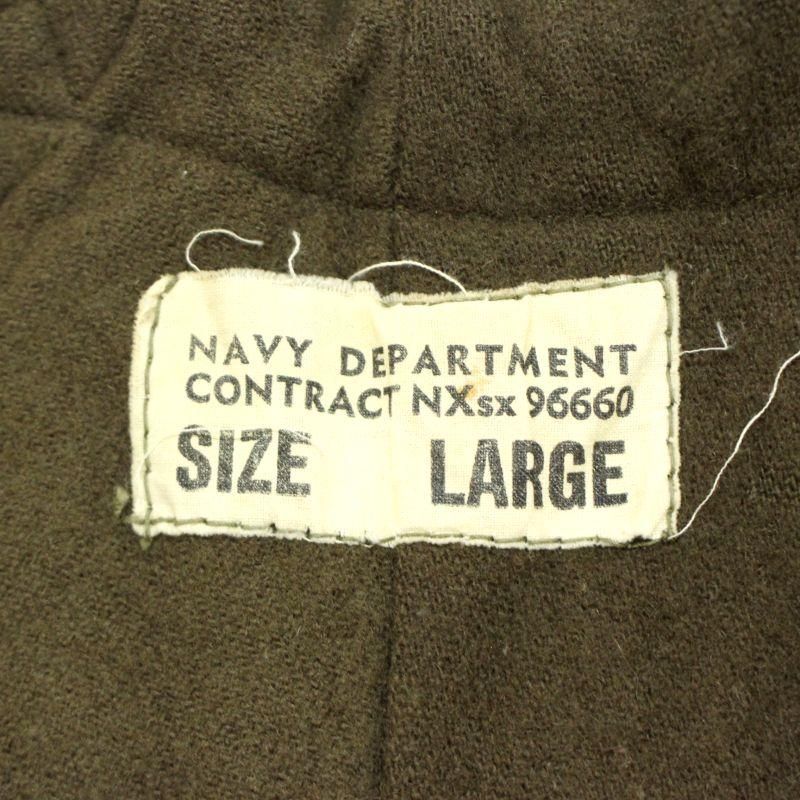 NAVY DEPARTMENT
CONTRACT NXsx 96660
SIZE LARGE